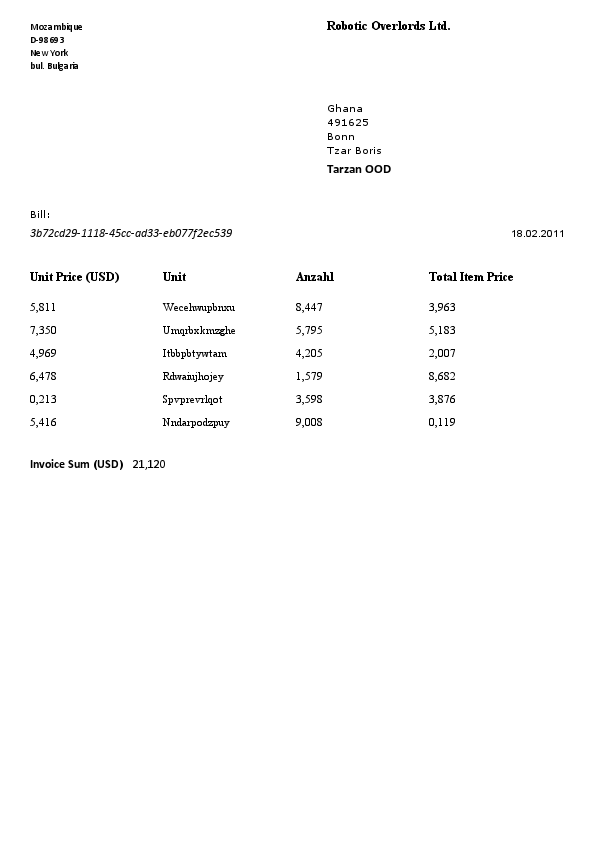 Mozambique
D-98693
New York
bul. Bulgaria
Robotic Overlords Ltd.
Ghana
491625
Bonn
Tzar Boris
Tarzan OOD
Bill:
3b72cd29-1118-45cc-ad33-eb077f2ec539 18.02.2011
Unit Price (USD) Unit Anzahl Total Item Price
5,811 Wecehwupbnxu 8,447 3,963
7,350 Umqrbxkmzghe 5,795 5,183
4,969 Itbbpbtywtam 4,205 2,007
6,478 Rdwaiujhojey 1,579 8,682
0,213 Spvprevrlqot 3,598 3,876
5,416 Nndarpodzpuy 9,008 0,119
Invoice Sum (USD) 21,120